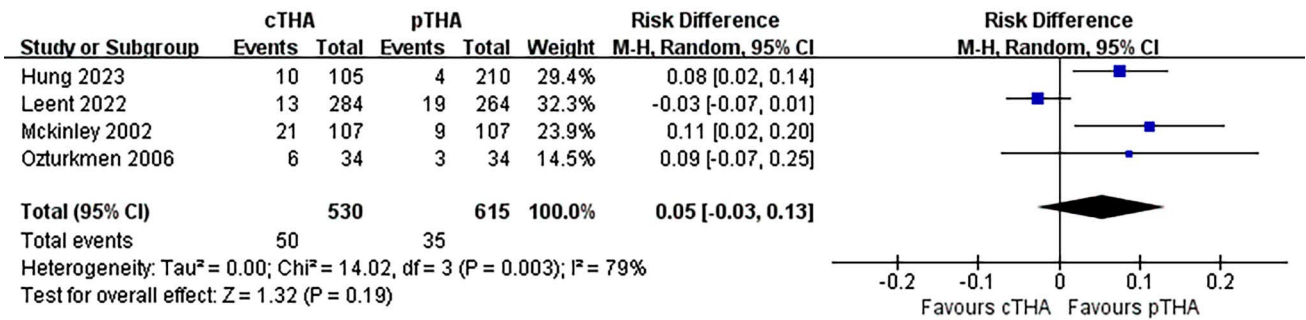 cTHA pTHA Risk Difference Risk Difference
Study or Subgroup Events Total Events Total Weight M-H, Random, 95% CI M-H, Random, 95% CI
Hung 2023 10 105 4 210 29.4% 0.08 [0.02, 0.14]
Leent 2022 13 284 19 264 32.3% -0.03 [-0.07, 0.01]
Mckinley 2002 21 107 9 107 23.9% 0.11 [0.02, 0.20]
Ozturkmen 2006 6 34 3 34 14.5% 0.09 [-0.07, 0.25]
Total (95% CI) 530 615 100.0% 0.05 [-0.03, 0.13]
Total events 50 35
Heterogeneity: Tau² = 0.00; Chi² = 14.02, df = 3 (P = 0.003); I² = 79%
Test for overall effect: Z = 1.32 (P = 0.19)
-0.2 -0.1 0 0.1 0.2
Favours cTHA Favours pTHA